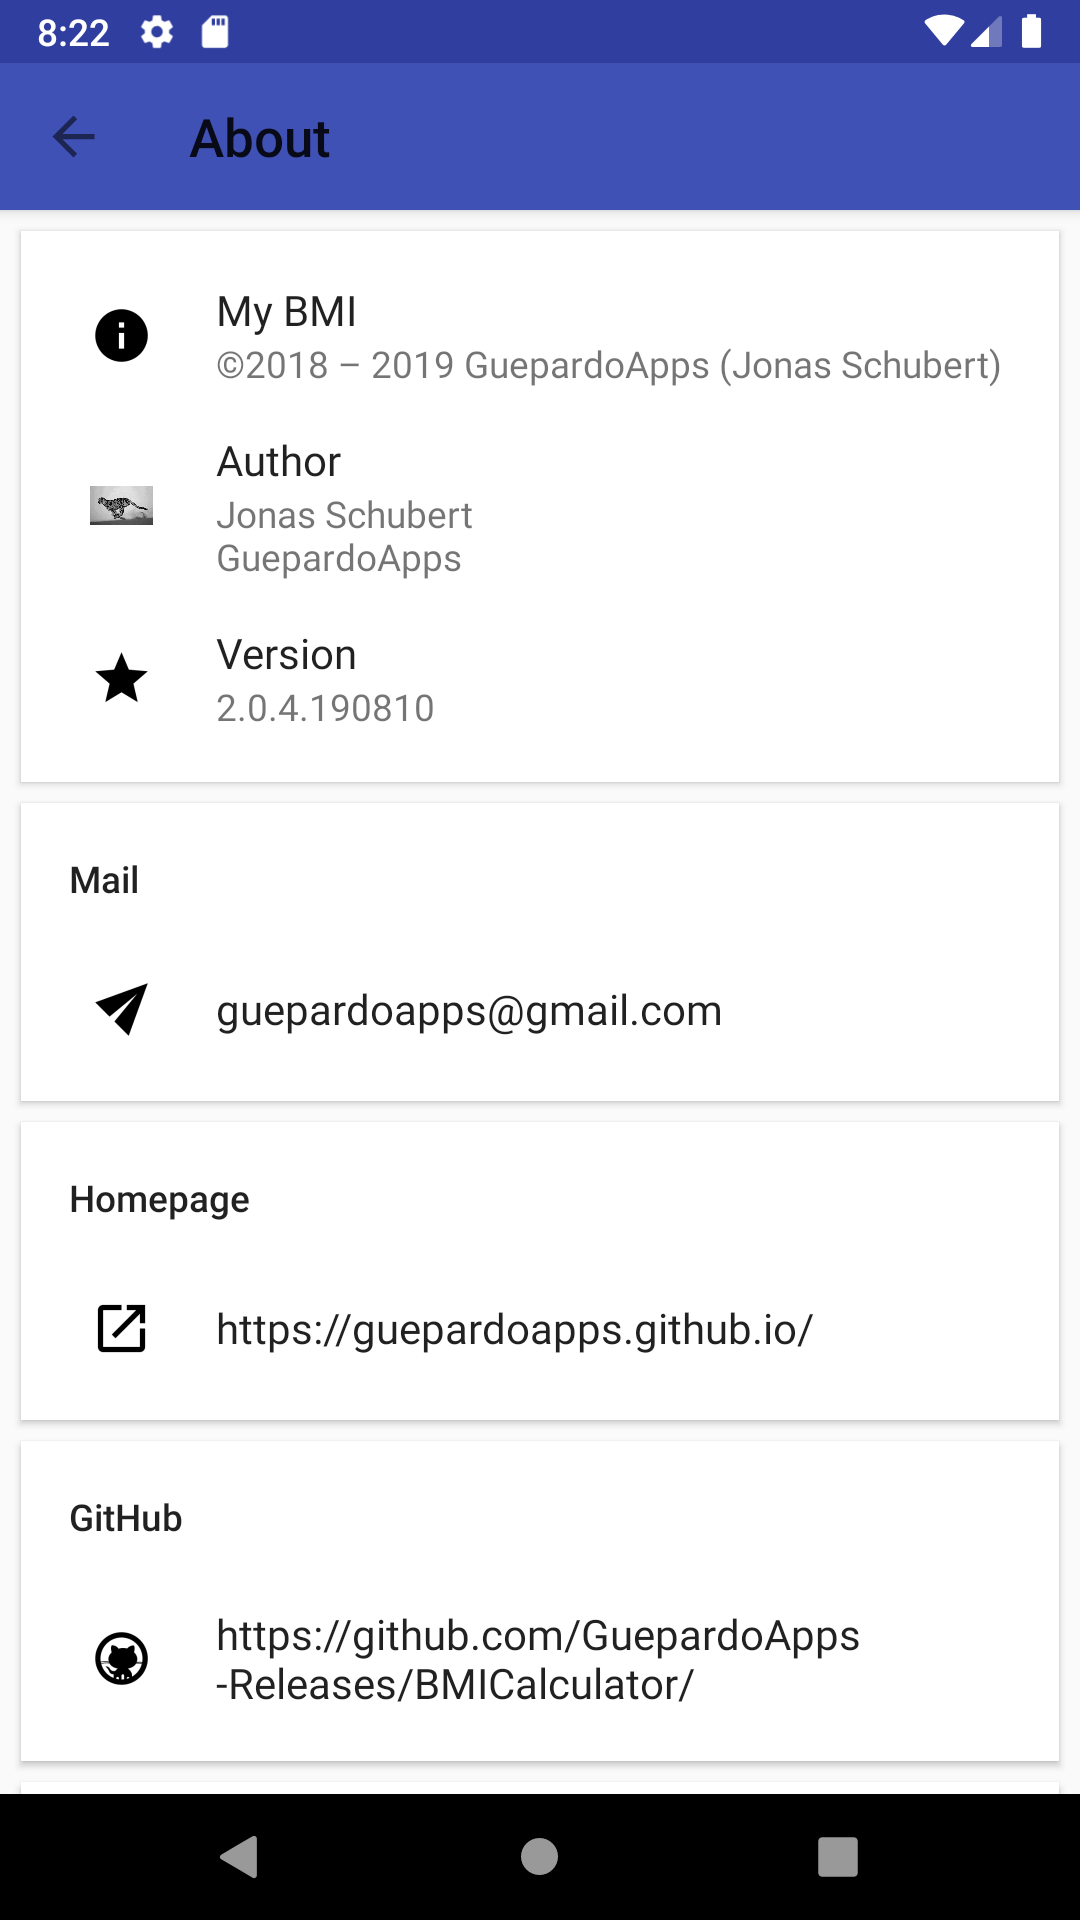 8:22
About
My BMI
©2018 – 2019 GuepardoApps (Jonas Schubert)
Author
Jonas Schubert
GuepardoApps
Version
2.0.4.190810
Mail
guepardoapps@gmail.com
Homepage
https://guepardoapps.github.io/
GitHub
https://github.com/GuepardoApps
-Releases/BMICalculator/